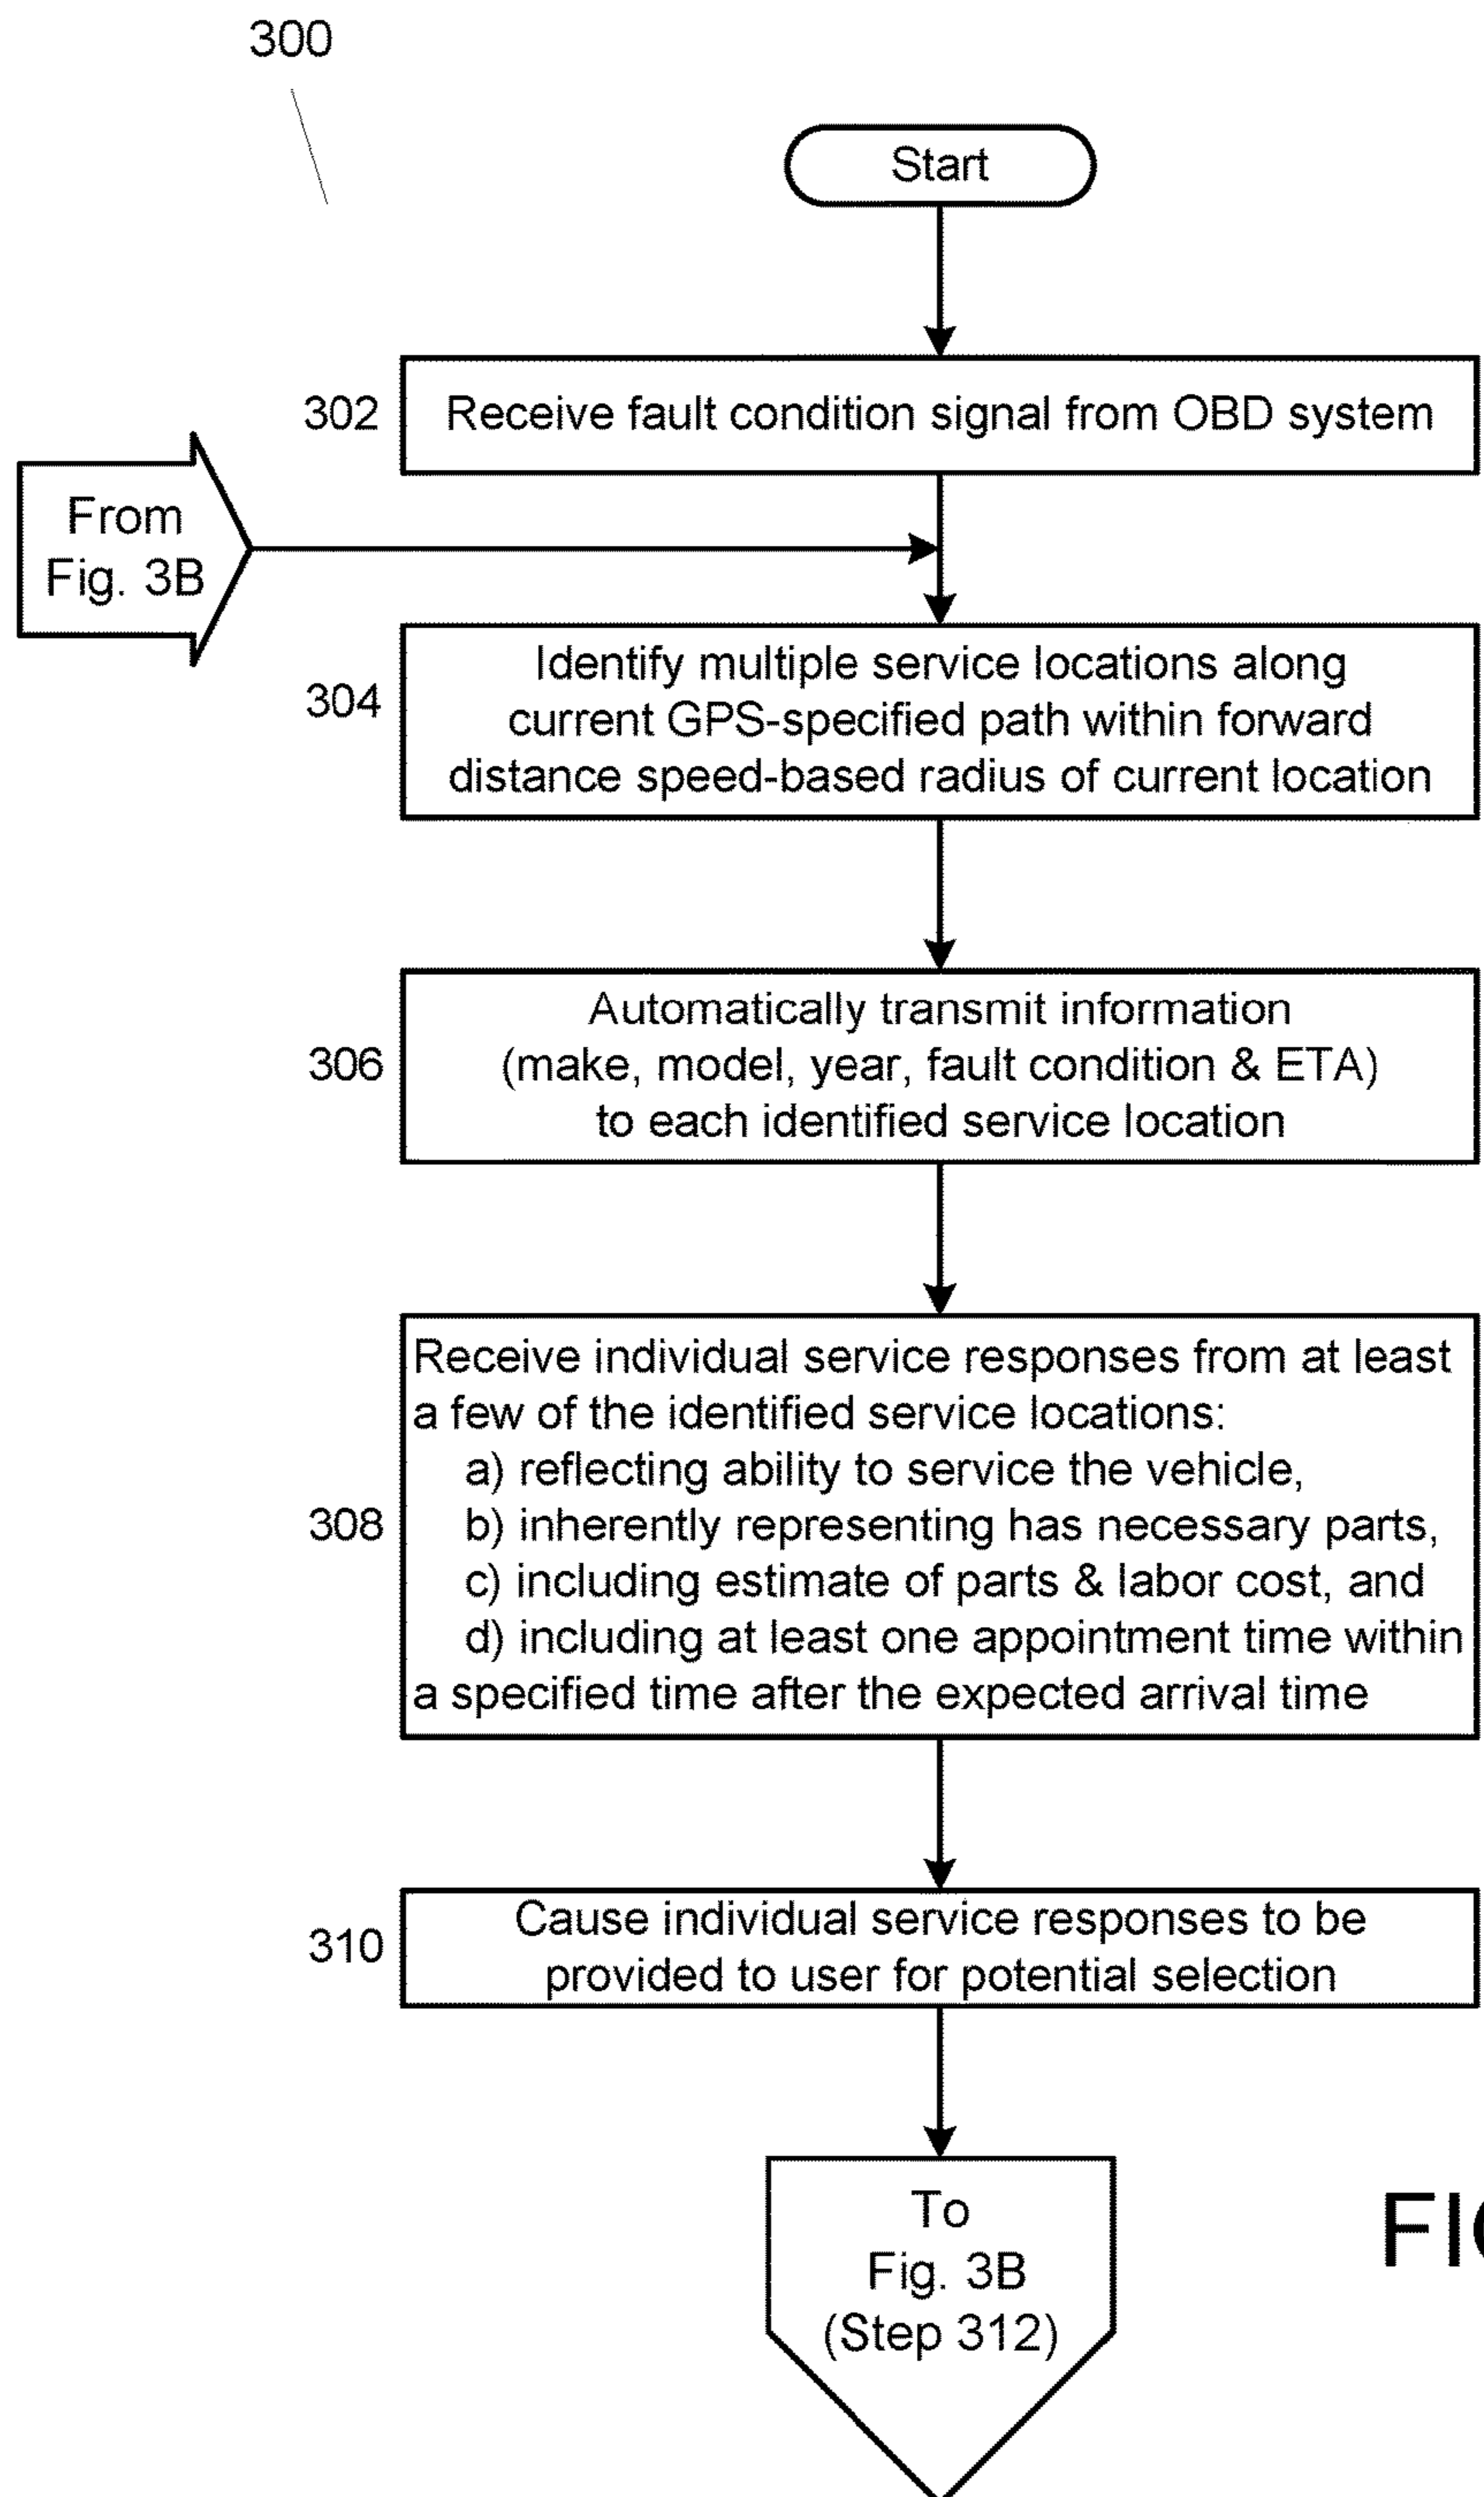 300
Start
302
Receive fault condition signal from OBD system
From
Fig. 3B
304
Identify multiple service locations along
current GPS-specified path within forward
distance speed-based radius of current location
306
Automatically transmit information
(make, model, year, fault condition & ETA)
to each identified service location
308
Receive individual service responses from at least
a few of the identified service locations:
a) reflecting ability to service the vehicle,
b) inherently representing has necessary parts,
c) including estimate of parts & labor cost, and
d) including at least one appointment time within
a specified time after the expected arrival time
310
Cause individual service responses to be
provided to user for potential selection
To
Fig. 3B
(Step 312)